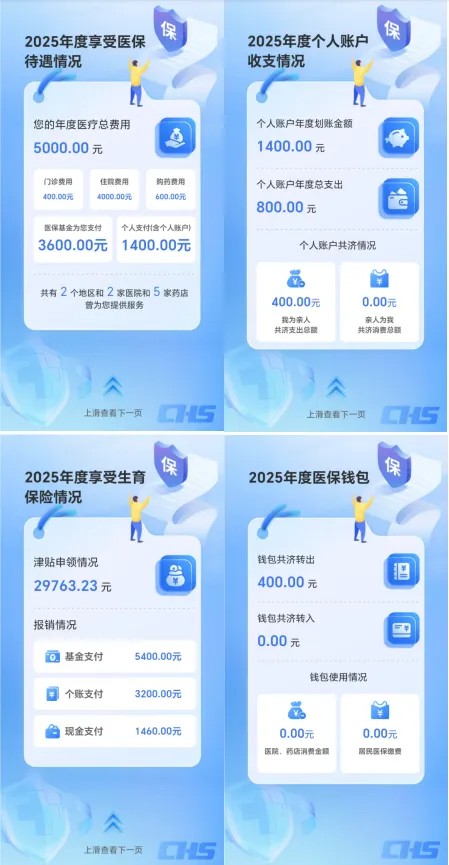 保
2025年度享受医保
待遇情况
您的年度医疗总费用
5000.00 元
门诊费用
400.00元
住院费用
4000.00元
购药费用
600.00元
医保基金为您支付
3600.00元
个人支付(含个人账户)
1400.00元
共有 2 个地区和 2 家医院和 5 家药店
曾为您提供服务
上滑查看下一页
CHS
保
2025年度个人账户
收支情况
个人账户年度划账金额
1400.00 元
个人账户年度总支出
800.00 元
个人账户共济情况
400.00元
我为亲人
共济支出总额
0.00元
亲人为我
共济消费总额
上滑查看下一页
CHS
保
2025年度享受生育
保险情况
津贴申领情况
29763.23 元
报销情况
基金支付 5400.00元
个账支付 3200.00元
现金支付 1460.00元
上滑查看下一页
CHS
保
2025年度医保钱包
钱包共济转出
400.00 元
钱包共济转入
0.00 元
钱包使用情况
0.00元
医院、药店消费金额
0.00元
居民医保缴费
CHS